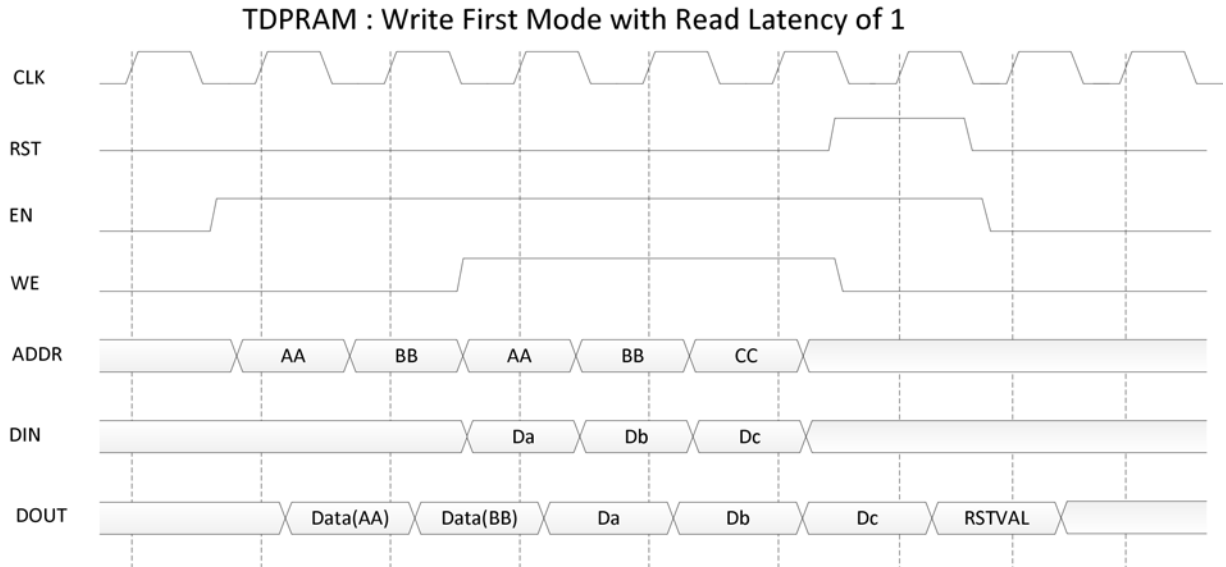 TDPRAM : Write First Mode with Read Latency of 1
CLK
RST
EN
WE
ADDR AA BB AA BB CC
DIN Da Db Dc
DOUT Data(AA) Data(BB) Da Db Dc RSTVAL